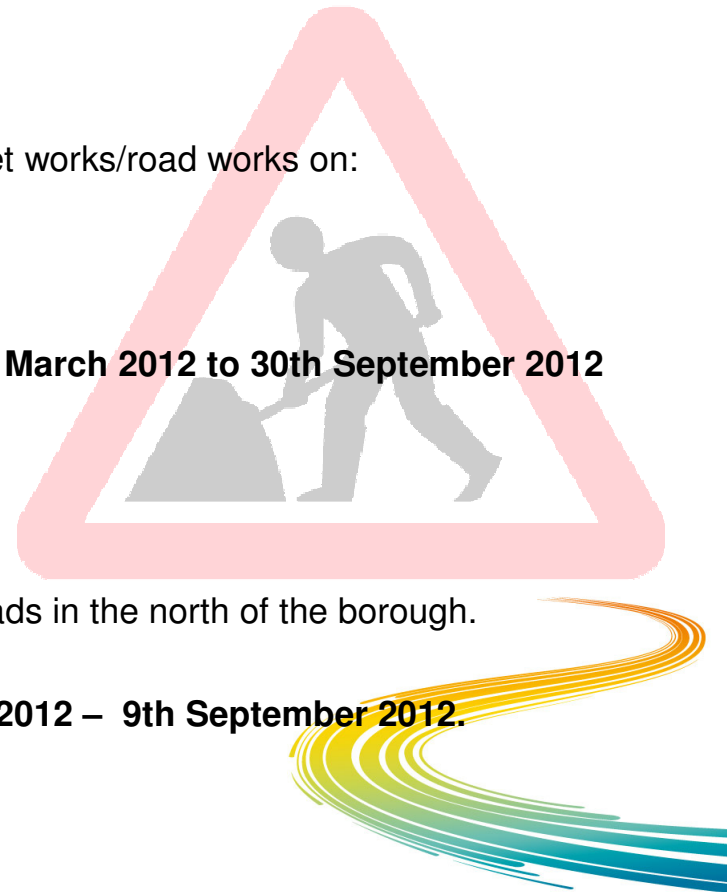 et works/road works on:
March 2012 to 30th September 2012
ads in the north of the borough.
2012 – 9th September 2012.